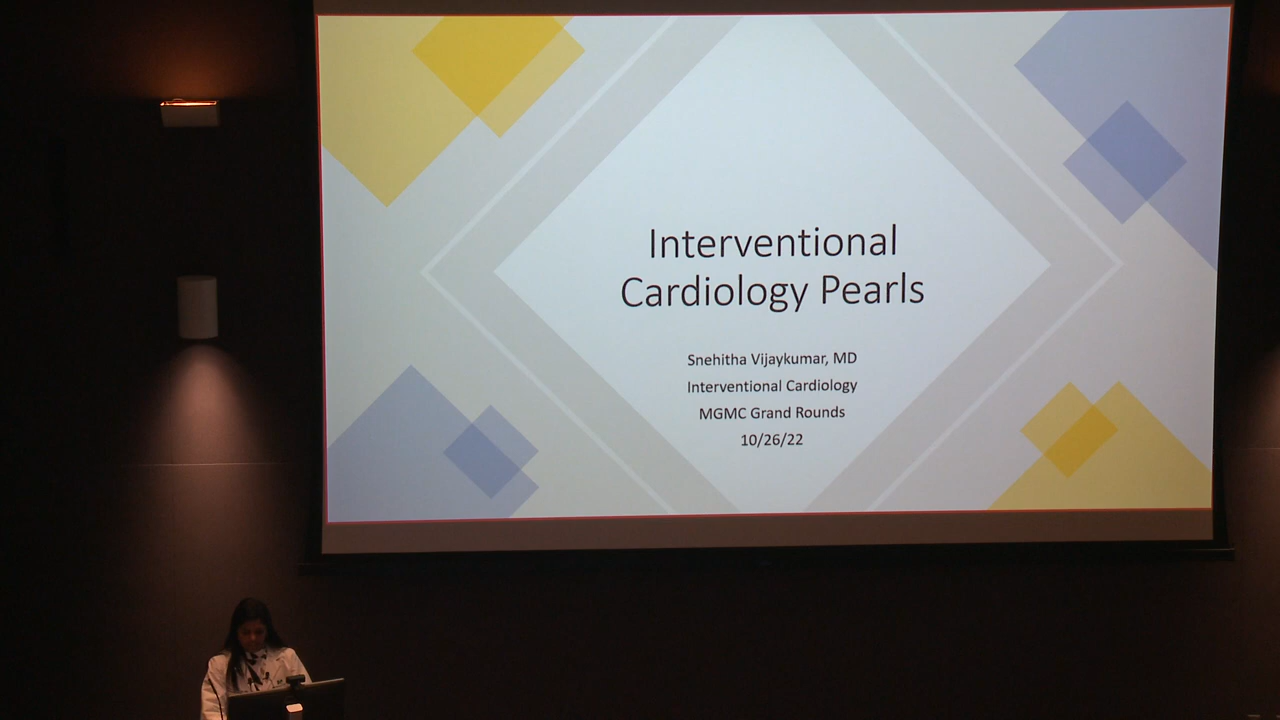 Interventional
Cardiology Pearls
Snehitha Vijaykumar, MD
Interventional Cardiology
MGMC Grand Rounds
10/26/22